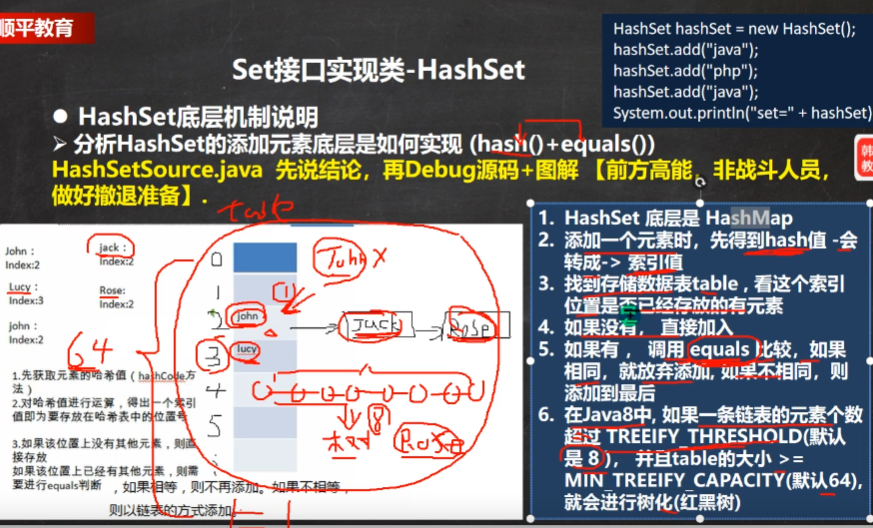 顺平教育
HashSet hashSet = new HashSet();
hashSet.add("java");
hashSet.add("php");
hashSet.add("java");
System.out.println("set=" + hashSet)
Set接口实现类-HashSet
● HashSet底层机制说明
➢ 分析HashSet的添加元素底层是如何实现 (hash()+equals())
HashSetSource.java 先说结论，再Debug源码+图解 【前方高能，非战斗人员，
做好撤退准备】.
韩
教
table
John：
Index:2
jack：
Index:2
Lucy：
Index:3
Rose:
Index:2
john：
Index:2
64
1.先获取元素的哈希值（hashCode方
法）
2.对哈希值进行运算，得出一个索引
值即为要存放在哈希表中的位置号
3.如果该位置上没有其他元素，则直
接存放
如果该位置上已经有其他元素，则需
要进行equals判断 ，如果相等，则不再添加。如果不相等，
则以链表的方式添加。
0
1
2
3
4
5
John X
(1)
john
lucy
Jack
Rose
8
Rose
1. HashSet 底层是 HashMap
2. 添加一个元素时，先得到hash值 -会
转成-> 索引值
3. 找到存储数据表table，看这个索引
位置是否已经存放的有元素
4. 如果没有， 直接加入
5. 如果有， 调用 equals 比较，如果
相同，就放弃添加, 如果不相同，则
添加到最后
6. 在Java8中, 如果一条链表的元素个数
超过 TREEIFY_THRESHOLD(默认
是 8)， 并且table的大小 >=
MIN_TREEIFY_CAPACITY(默认64),
就会进行树化(红黑树)